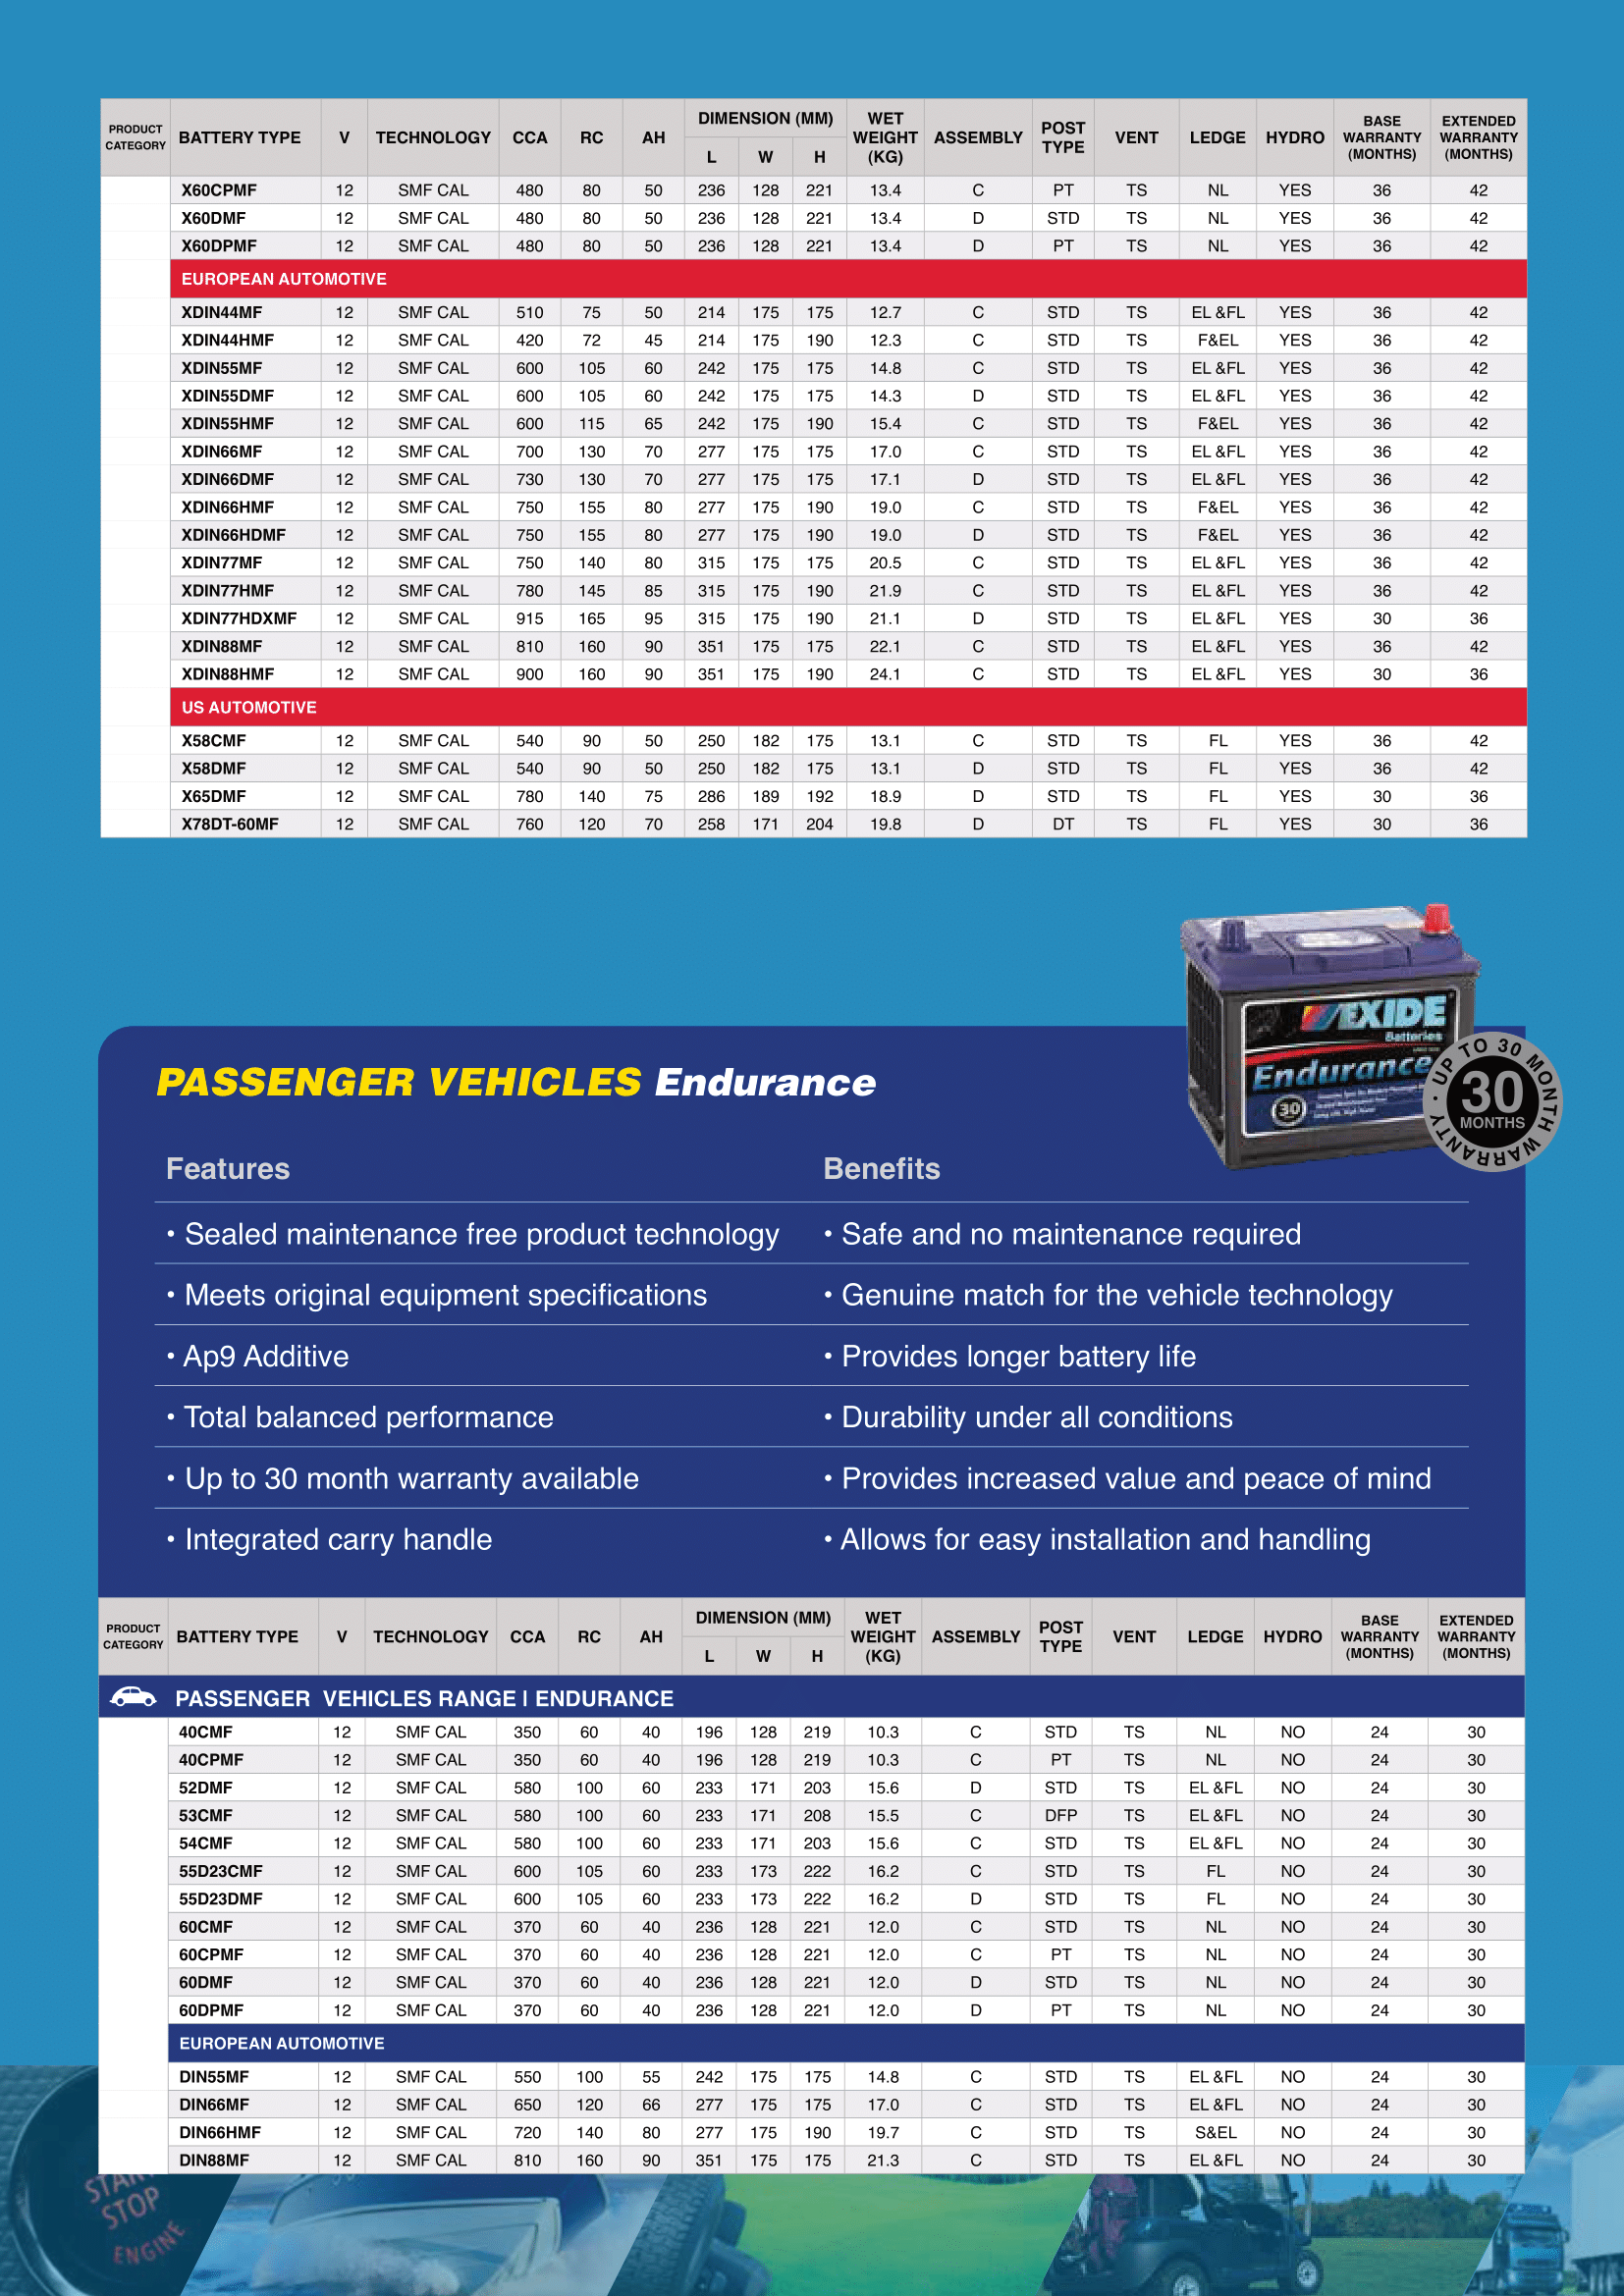 PRODUCT CATEGORY BATTERY TYPE V TECHNOLOGY CCA RC AH DIMENSION (MM) L W H WET WEIGHT (KG) ASSEMBLY POST TYPE VENT LEDGE HYDRO BASE WARRANTY (MONTHS) EXTENDED WARRANTY (MONTHS)
X60CPMF 12 SMF CAL 480 80 50 236 128 221 13.4 C PT TS NL YES 36 42
X60DMF 12 SMF CAL 480 80 50 236 128 221 13.4 D STD TS NL YES 36 42
X60DPMF 12 SMF CAL 480 80 50 236 128 221 13.4 D PT TS NL YES 36 42
EUROPEAN AUTOMOTIVE
XDIN44MF 12 SMF CAL 510 75 50 214 175 175 12.7 C STD TS EL &FL YES 36 42
XDIN44HMF 12 SMF CAL 420 72 45 214 175 190 12.3 C STD TS F&EL YES 36 42
XDIN55MF 12 SMF CAL 600 105 60 242 175 175 14.8 C STD TS EL &FL YES 36 42
XDIN55DMF 12 SMF CAL 600 105 60 242 175 175 14.3 D STD TS EL &FL YES 36 42
XDIN55HMF 12 SMF CAL 600 115 65 242 175 190 15.4 C STD TS F&EL YES 36 42
XDIN66MF 12 SMF CAL 700 130 70 277 175 175 17.0 C STD TS EL &FL YES 36 42
XDIN66DMF 12 SMF CAL 730 130 70 277 175 175 17.1 D STD TS EL &FL YES 36 42
XDIN66HMF 12 SMF CAL 750 155 80 277 175 190 19.0 C STD TS F&EL YES 36 42
XDIN66HDMF 12 SMF CAL 750 155 80 277 175 190 19.0 D STD TS F&EL YES 36 42
XDIN77MF 12 SMF CAL 750 140 80 315 175 175 20.5 C STD TS EL &FL YES 36 42
XDIN77HMF 12 SMF CAL 780 145 85 315 175 190 21.9 C STD TS EL &FL YES 36 42
XDIN77HDXMF 12 SMF CAL 915 165 95 315 175 190 21.1 D STD TS EL &FL YES 30 36
XDIN88MF 12 SMF CAL 810 160 90 351 175 175 22.1 C STD TS EL &FL YES 36 42
XDIN88HMF 12 SMF CAL 900 160 90 351 175 190 24.1 C STD TS EL &FL YES 30 36
US AUTOMOTIVE
X58CMF 12 SMF CAL 540 90 50 250 182 175 13.1 C STD TS FL YES 36 42
X58DMF 12 SMF CAL 540 90 50 250 182 175 13.1 D STD TS FL YES 36 42
X65DMF 12 SMF CAL 780 140 75 286 189 192 18.9 D STD TS FL YES 30 36
X78DT-60MF 12 SMF CAL 760 120 70 258 171 204 19.8 D DT TS FL YES 30 36
EXIDE
Batteries
Endurance
30
UP TO 30 MONTH WARRANTY
30
MONTHS
PASSENGER VEHICLES Endurance
Features Benefits
• Sealed maintenance free product technology • Safe and no maintenance required
• Meets original equipment specifications • Genuine match for the vehicle technology
• Ap9 Additive • Provides longer battery life
• Total balanced performance • Durability under all conditions
• Up to 30 month warranty available • Provides increased value and peace of mind
• Integrated carry handle • Allows for easy installation and handling
PRODUCT CATEGORY BATTERY TYPE V TECHNOLOGY CCA RC AH DIMENSION (MM) L W H WET WEIGHT (KG) ASSEMBLY POST TYPE VENT LEDGE HYDRO BASE WARRANTY (MONTHS) EXTENDED WARRANTY (MONTHS)
PASSENGER VEHICLES RANGE | ENDURANCE
40CMF 12 SMF CAL 350 60 40 196 128 219 10.3 C STD TS NL NO 24 30
40CPMF 12 SMF CAL 350 60 40 196 128 219 10.3 C PT TS NL NO 24 30
52DMF 12 SMF CAL 580 100 60 233 171 203 15.6 D STD TS EL &FL NO 24 30
53CMF 12 SMF CAL 580 100 60 233 171 208 15.5 C DFP TS EL &FL NO 24 30
54CMF 12 SMF CAL 580 100 60 233 171 203 15.6 C STD TS EL &FL NO 24 30
55D23CMF 12 SMF CAL 600 105 60 233 173 222 16.2 C STD TS FL NO 24 30
55D23DMF 12 SMF CAL 600 105 60 233 173 222 16.2 D STD TS FL NO 24 30
60CMF 12 SMF CAL 370 60 40 236 128 221 12.0 C STD TS NL NO 24 30
60CPMF 12 SMF CAL 370 60 40 236 128 221 12.0 C PT TS NL NO 24 30
60DMF 12 SMF CAL 370 60 40 236 128 221 12.0 D STD TS NL NO 24 30
60DPMF 12 SMF CAL 370 60 40 236 128 221 12.0 D PT TS NL NO 24 30
EUROPEAN AUTOMOTIVE
DIN55MF 12 SMF CAL 550 100 55 242 175 175 14.8 C STD TS EL &FL NO 24 30
DIN66MF 12 SMF CAL 650 120 66 277 175 175 17.0 C STD TS EL &FL NO 24 30
DIN66HMF 12 SMF CAL 720 140 80 277 175 190 19.7 C STD TS S&EL NO 24 30
DIN88MF 12 SMF CAL 810 160 90 351 175 175 21.3 C STD TS EL &FL NO 24 30
STOP
ENGINE